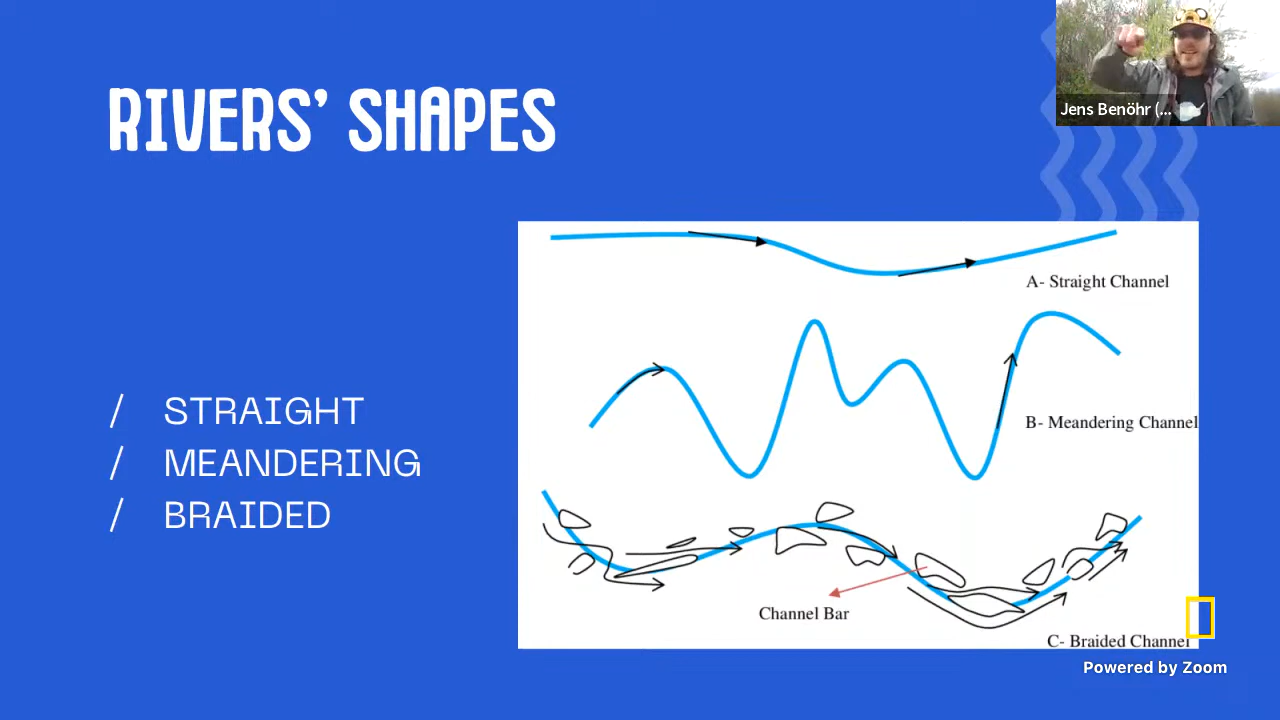 RIVERS' SHAPES
Jens Benöhr (...
A- Straight Channel
/ STRAIGHT
/ MEANDERING
/ BRAIDED
B- Meandering Channel
Channel Bar
C- Braided Channel
Powered by Zoom